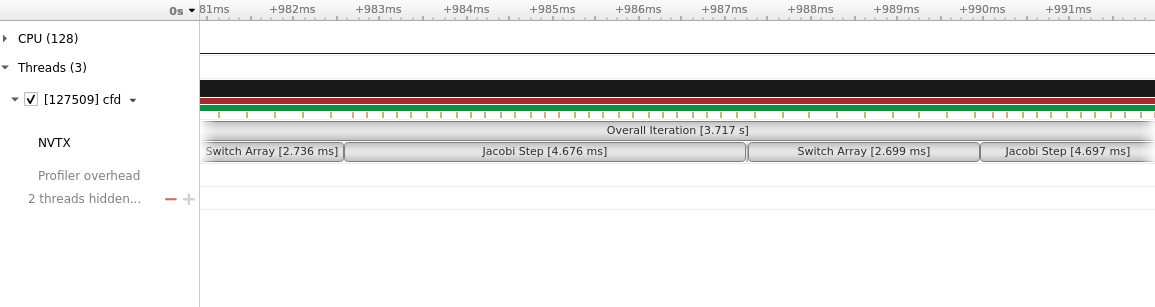 0s 81ms +982ms +983ms +984ms +985ms +986ms +987ms +988ms +989ms +990ms +991ms
CPU (128)
Threads (3)
[127509] cfd
Overall Iteration [3.717 s]
NVTX
Switch Array [2.736 ms] Jacobi Step [4.676 ms] Switch Array [2.699 ms] Jacobi Step [4.697 ms]
Profiler overhead
2 threads hidden...